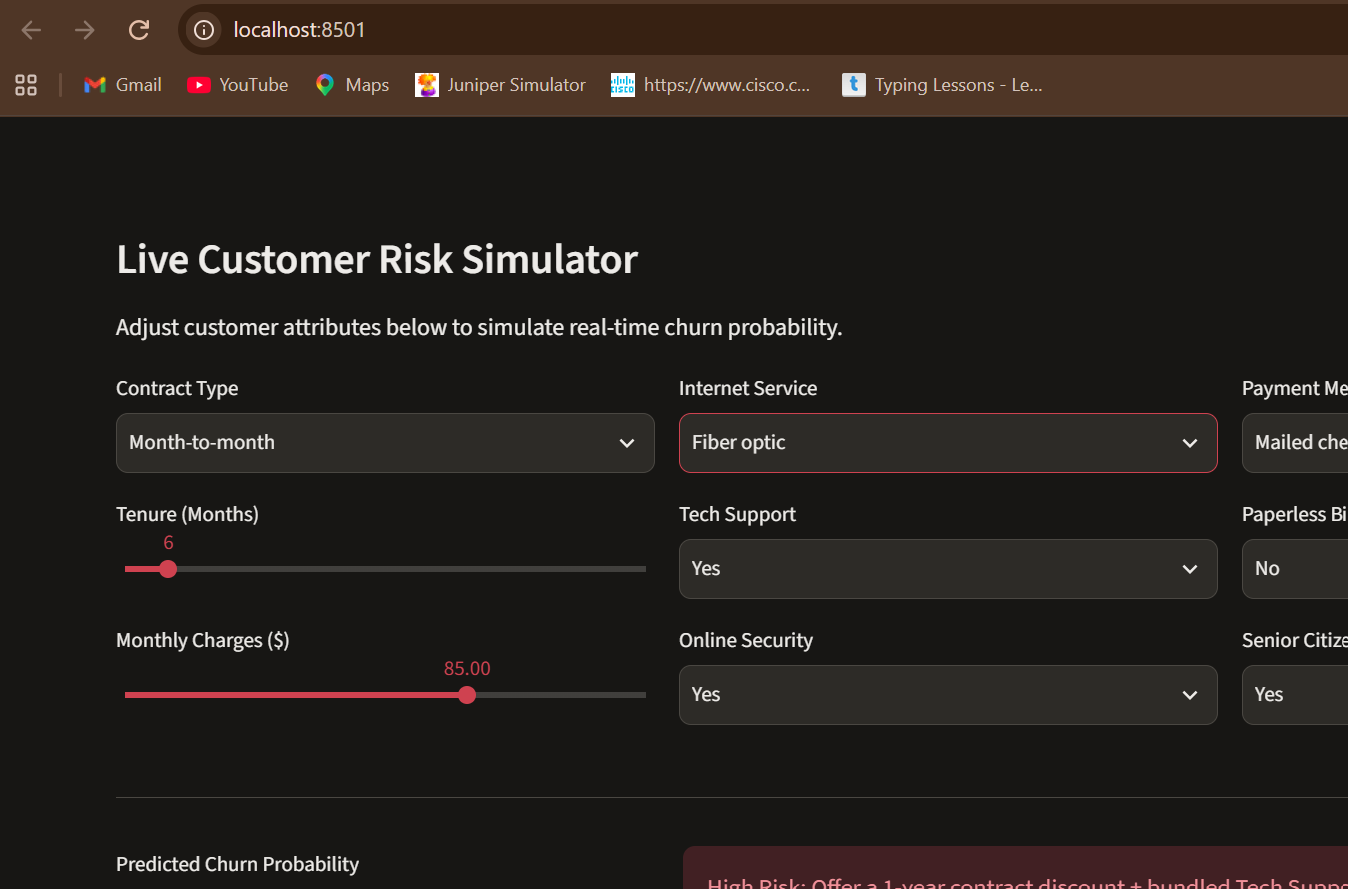 localhost:8501
Gmail YouTube Maps Juniper Simulator https://www.cisco.c... Typing Lessons - Le...
Live Customer Risk Simulator
Adjust customer attributes below to simulate real-time churn probability.
Contract Type Internet Service Payment Me
Month-to-month Fiber optic Mailed che
Tenure (Months) Tech Support Paperless Bi
6
Yes No
Monthly Charges ($) Online Security Senior Citize
85.00
Yes Yes
Predicted Churn Probability
High Risk: Offer a 1-year contract discount + bundled Tech Suppo